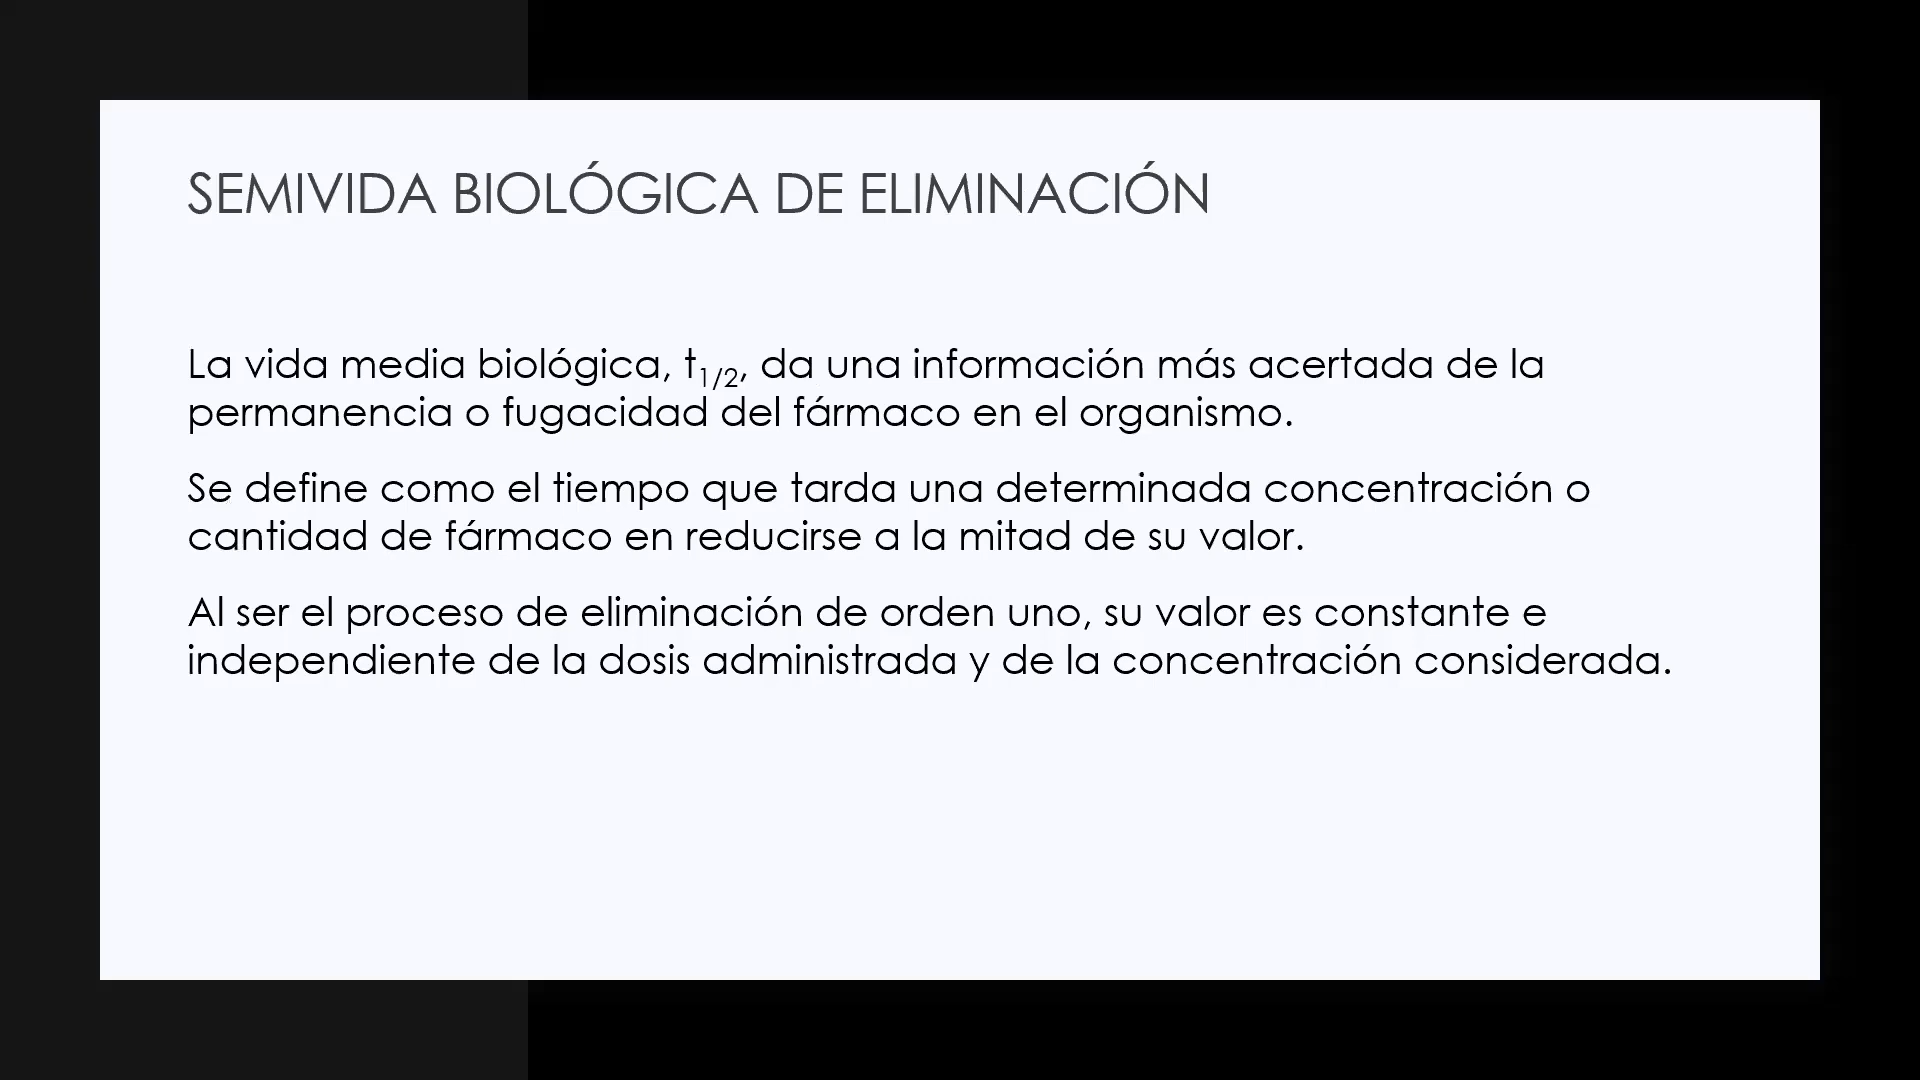 SEMIVIDA BIOLÓGICA DE ELIMINACIÓN
La vida media biológica, t1/2, da una información más acertada de la
permanencia o fugacidad del fármaco en el organismo.
Se define como el tiempo que tarda una determinada concentración o
cantidad de fármaco en reducirse a la mitad de su valor.
Al ser el proceso de eliminación de orden uno, su valor es constante e
independiente de la dosis administrada y de la concentración considerada.